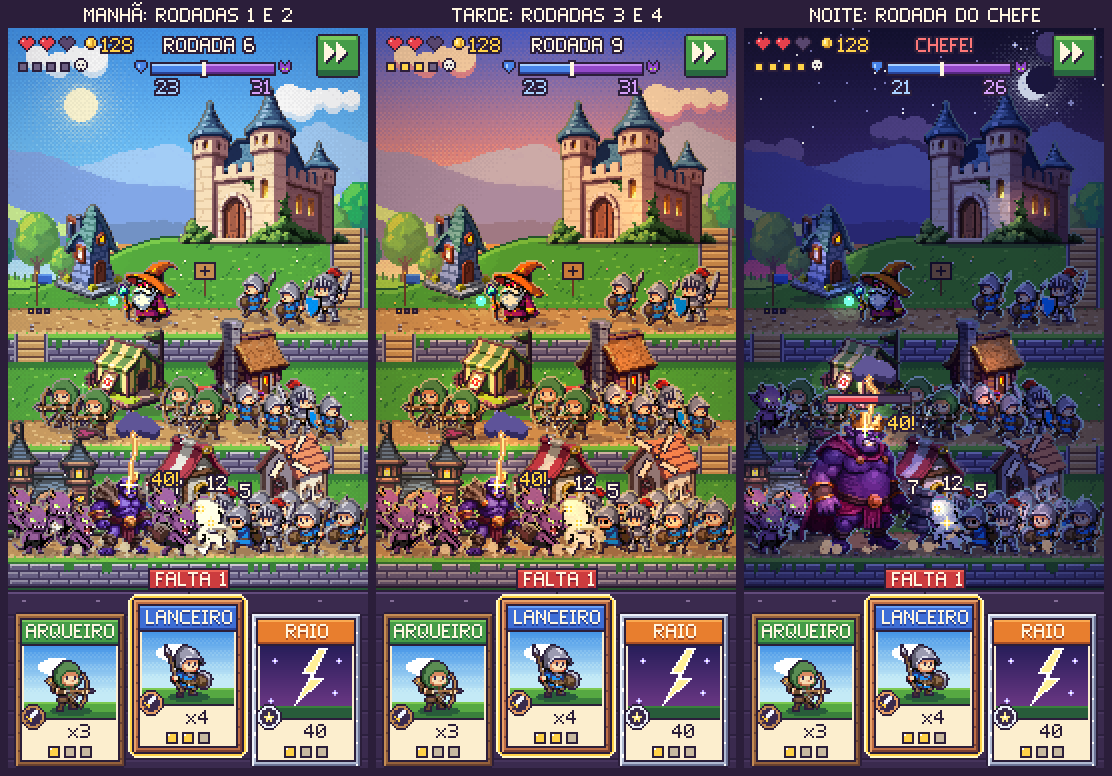 MANHÃ: RODADAS 1 E 2
128 RODADA 6
23 31
40! 12 5
FALTA 1
ARQUEIRO
x3
LANCEIRO
x4
RAIO
40
TARDE: RODADAS 3 E 4
128 RODADA 9
23 31
40! 12 5
FALTA 1
ARQUEIRO
x3
LANCEIRO
x4
RAIO
40
NOITE: RODADA DO CHEFE
128 CHEFE!
21 26
40!
7 12 5
FALTA 1
ARQUEIRO
x3
LANCEIRO
x4
RAIO
40